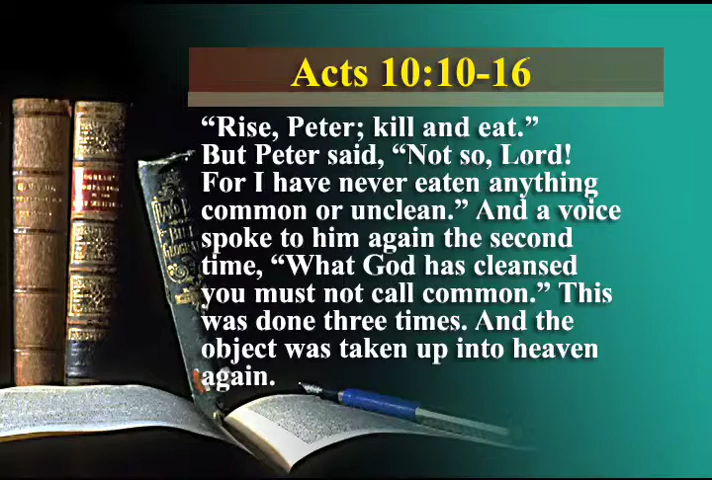 Acts 10:10-16
“Rise, Peter; kill and eat.”
But Peter said, “Not so, Lord!
For I have never eaten anything
common or unclean.” And a voice
spoke to him again the second
time, “What God has cleansed
you must not call common.” This
was done three times. And the
object was taken up into heaven
again.